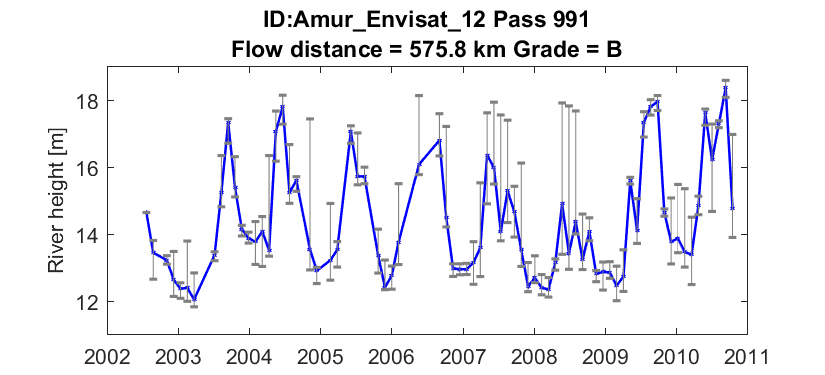 ID:Amur_Envisat_12 Pass 991
Flow distance = 575.8 km Grade = B
River height [m]
18
16
14
12
2002 2003 2004 2005 2006 2007 2008 2009 2010 2011